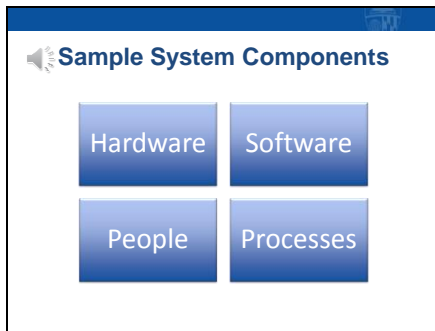 Sample System Components
Hardware
Software
People
Processes